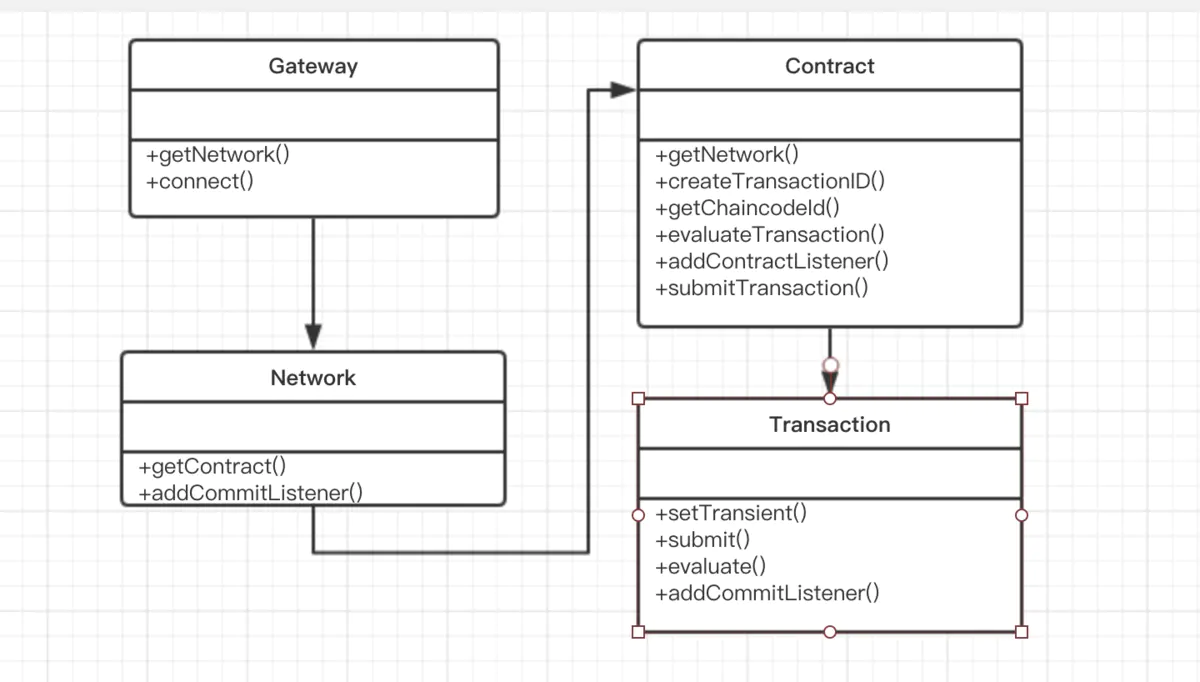 Gateway
+getNetwork()
+connect()
Network
+getContract()
+addCommitListener()
Contract
+getNetwork()
+createTransactionID()
+getChaincodeId()
+evaluateTransaction()
+addContractListener()
+submitTransaction()
Transaction
+setTransient()
+submit()
+evaluate()
+addCommitListener()